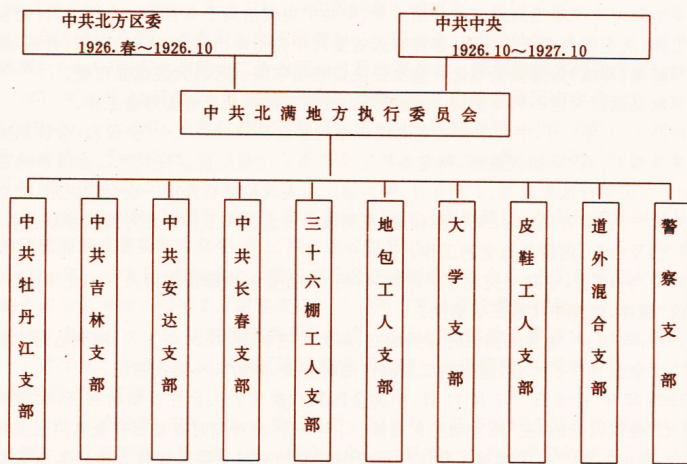 中共北方区委
1926.春～1926.10
中共中央
1926.10～1927.10
中共北满地方执行委员会
中共牡丹江支部
中共吉林支部
中共安达支部
中共长春支部
三十六棚工人支部
地包工人支部
大学支部
皮鞋工人支部
道外混合支部
警察支部